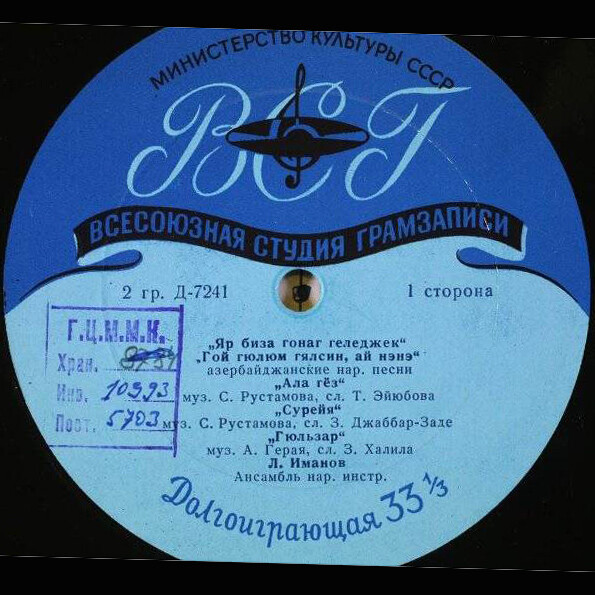 МИНИСТЕРСТВО КУЛЬТУРЫ СССР
ВСГ
ВСЕСОЮЗНАЯ СТУДИЯ ГРАМЗАПИСИ
2 гр. Д-7241
1 сторона
Г.Ц.М.М.К.
Хран.
Инв. 10393
Пост. 5703
„Яр биза гонаг геледжек“
„Гой гюлюм гялсин, ай нэнэ“
азербайджанские нар. песни
„Ала гёз“
муз. С. Рустамова, сл. Т. Эйюбова
„Сурейя“
муз. С. Рустамова, сл. З. Джаббар-Заде
„Гюльзар“
муз. А. Герая, сл. З. Халила
Л. Иманов
Ансамбль нар. инстр.
Долгоиграющая 33 1/3